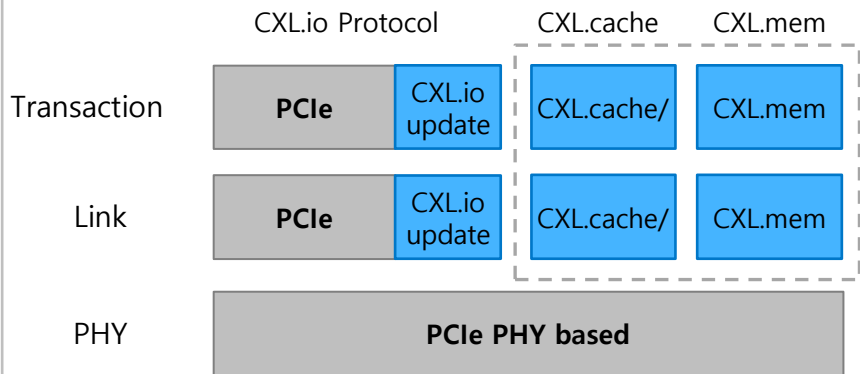 CXL.io Protocol CXL.cache CXL.mem
Transaction PCIe CXL.io update CXL.cache/ CXL.mem
Link PCIe CXL.io update CXL.cache/ CXL.mem
PHY PCIe PHY based